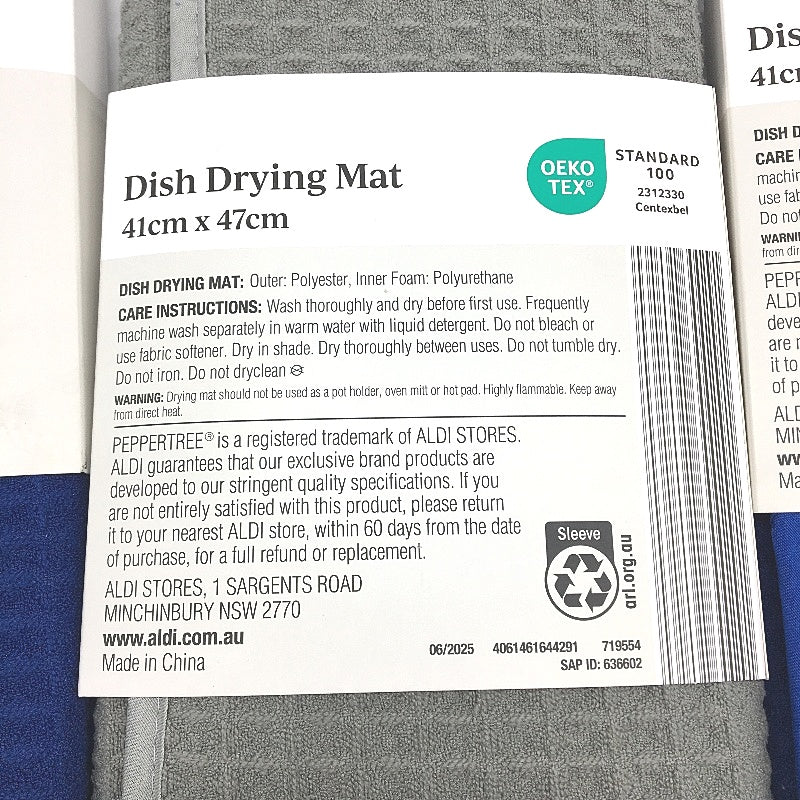 Dish Drying Mat
41cm x 47cm
OEKO
TEX®
STANDARD
100
2312330
Centexbel
DISH DRYING MAT: Outer: Polyester, Inner Foam: Polyurethane
CARE INSTRUCTIONS: Wash thoroughly and dry before first use. Frequently
machine wash separately in warm water with liquid detergent. Do not bleach or
use fabric softener. Dry in shade. Dry thoroughly between uses. Do not tumble dry.
Do not iron. Do not dryclean
WARNING: Drying mat should not be used as a pot holder, oven mitt or hot pad. Highly flammable. Keep away
from direct heat.
PEPPERTREE® is a registered trademark of ALDI STORES.
ALDI guarantees that our exclusive brand products are
developed to our stringent quality specifications. If you
are not entirely satisfied with this product, please return
it to your nearest ALDI store, within 60 days from the date
of purchase, for a full refund or replacement.
ALDI STORES, 1 SARGENTS ROAD
MINCHINBURY NSW 2770
www.aldi.com.au
Made in China
Sleeve
arl.org.au
06/2025 4061461644291 719554
SAP ID: 636602
Dis
41c
DISH D
CARE
machin
use fab
Do not
WARNI
from dir
PEPP
ALDI
deve
are n
it to
of p
ALD
MIN
ww
Ma